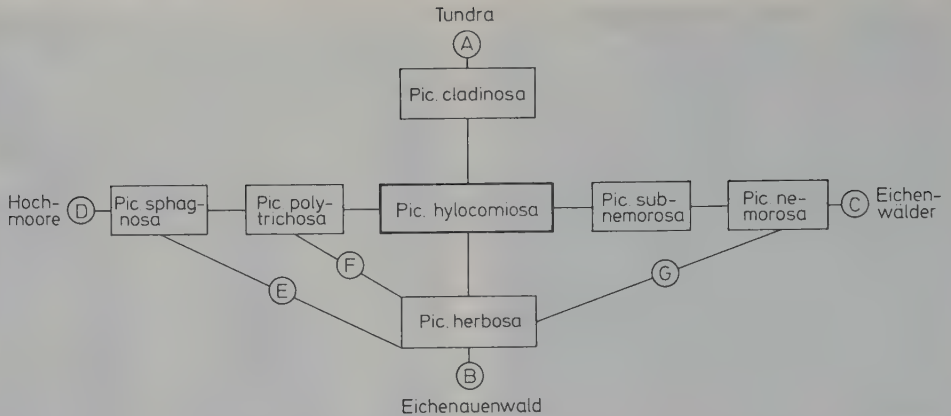 Tundra
A
Pic. cladinosa
Hoch-
moore
D
Pic sphag-
nosa
Pic poly-
trichosa
Pic. hylocomiosa
Pic. sub-
nemorosa
Pic ne-
morosa
C
Eichen-
wälder
F
G
E
Pic. herbosa
B
Eichenauenwald